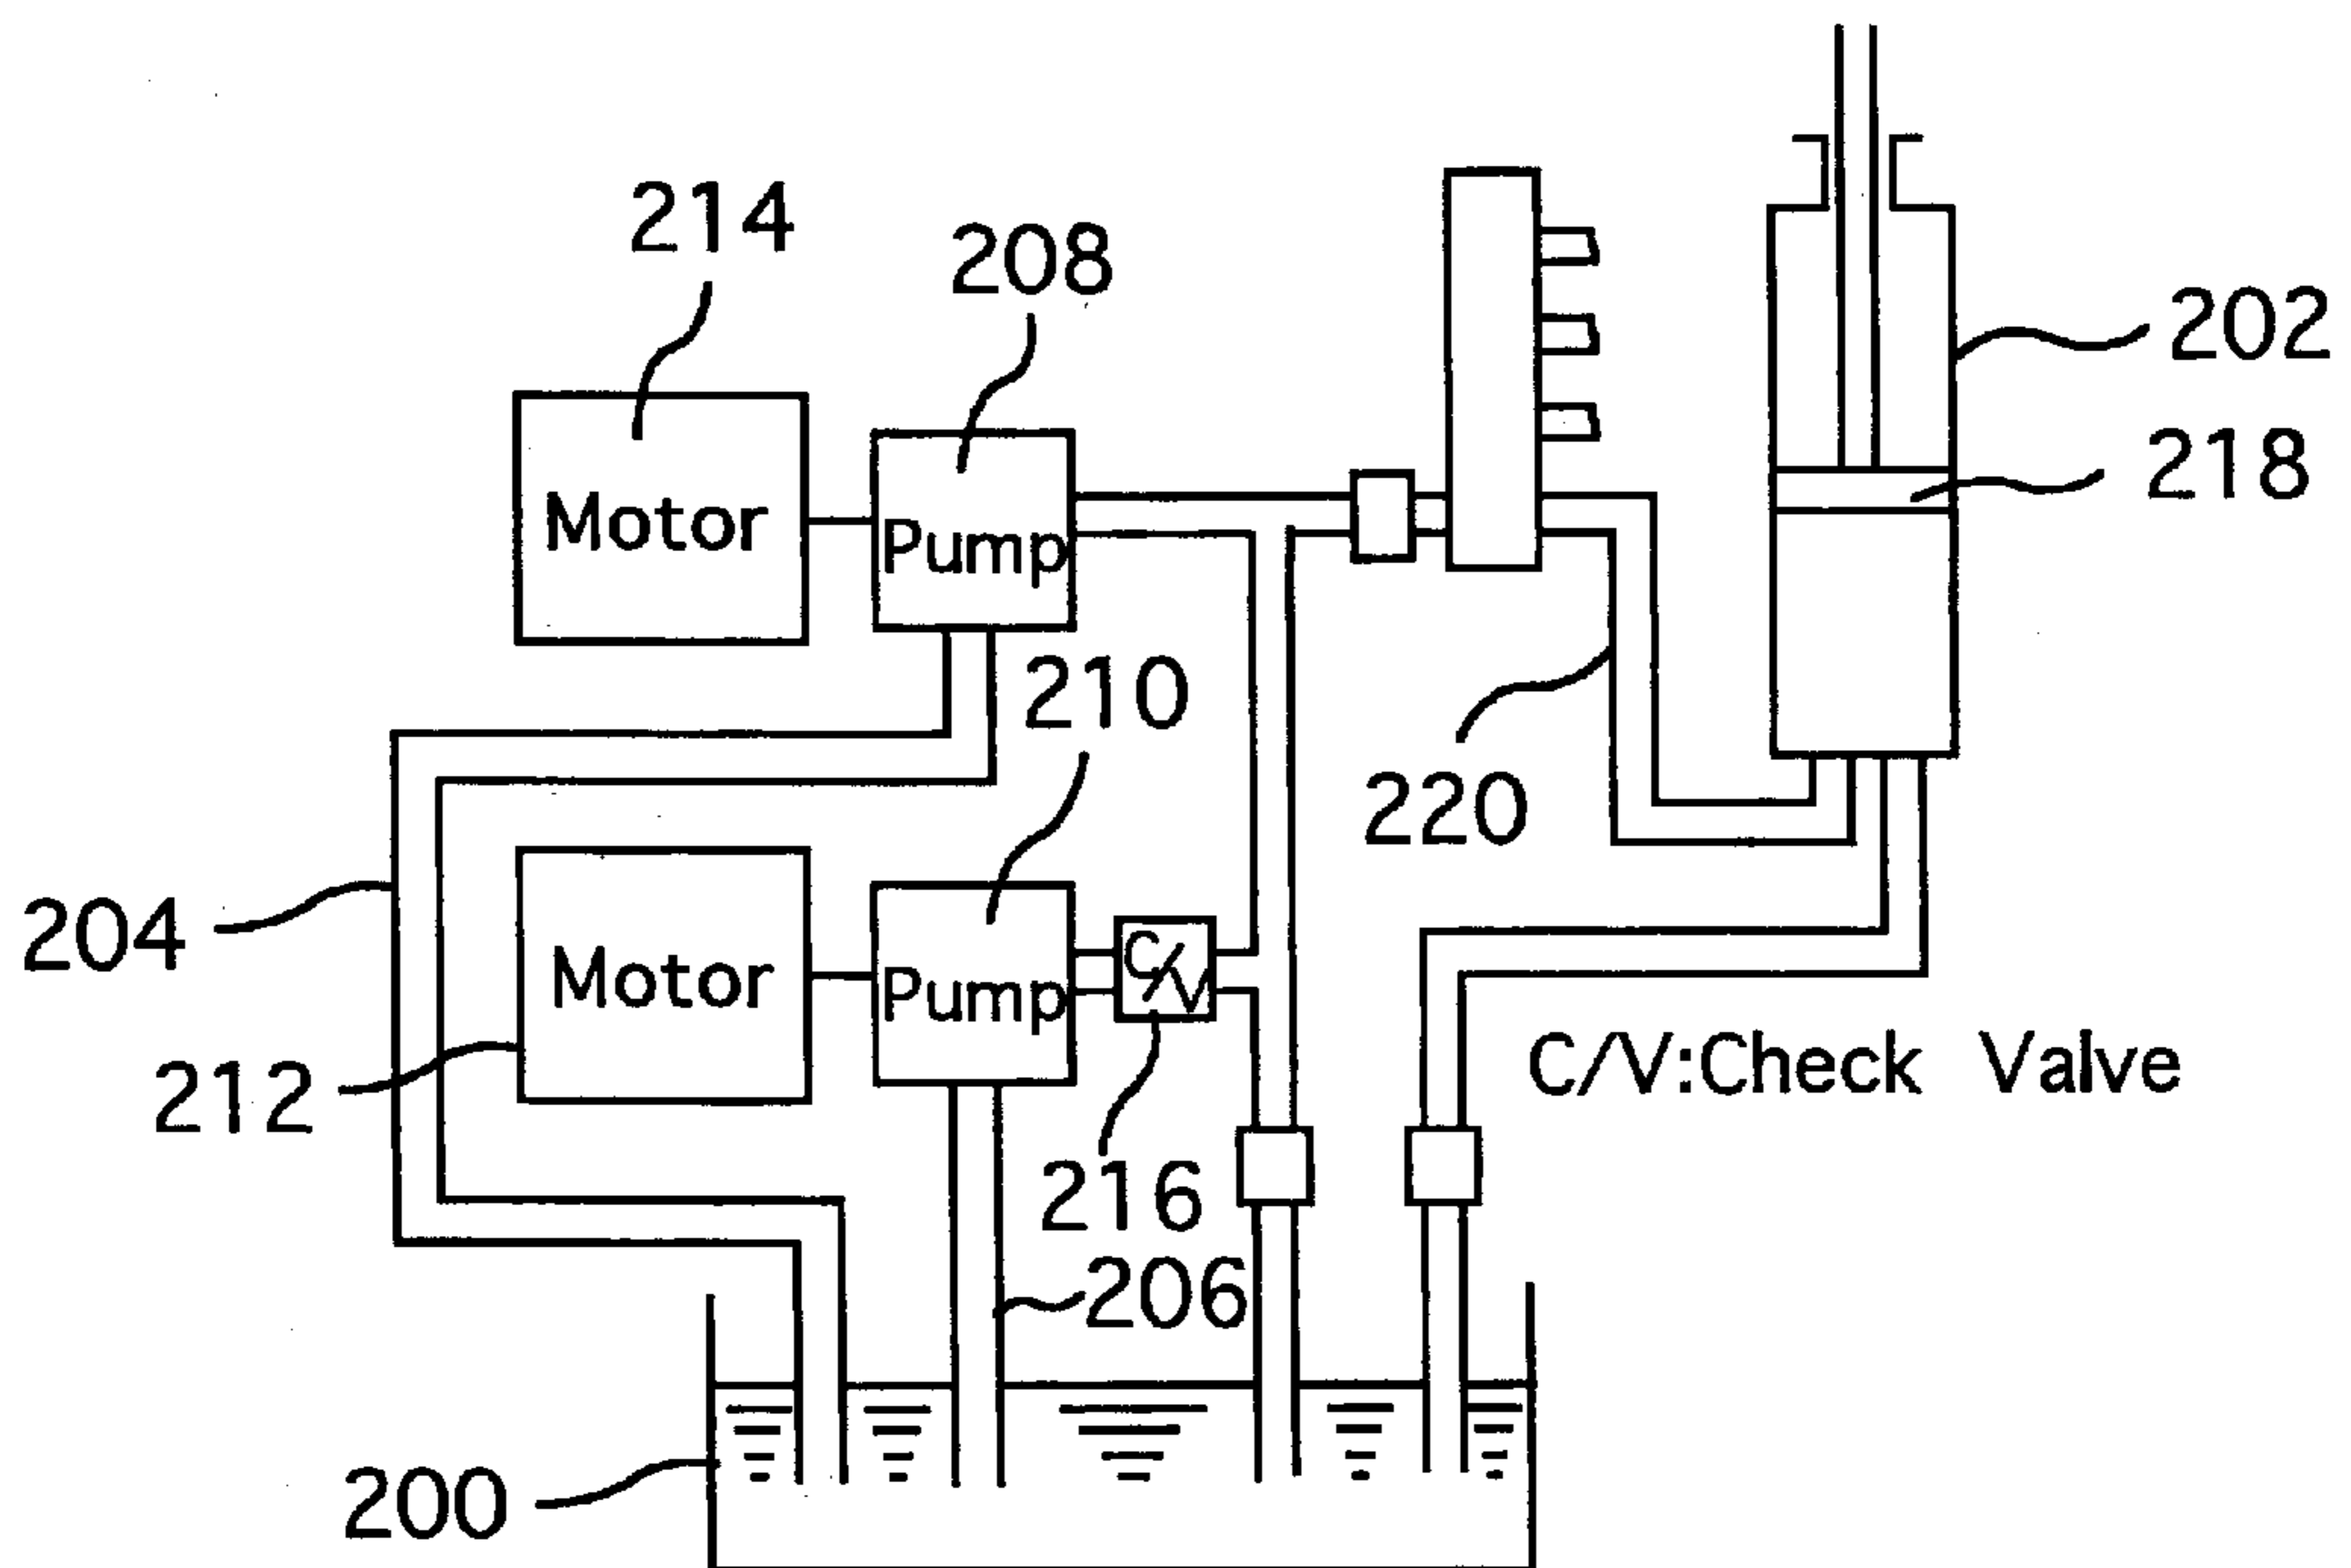 214
208
202
218
Motor
Pump
210
220
204
Motor
Pump
C/V
C/V:Check Valve
212
216
206
200